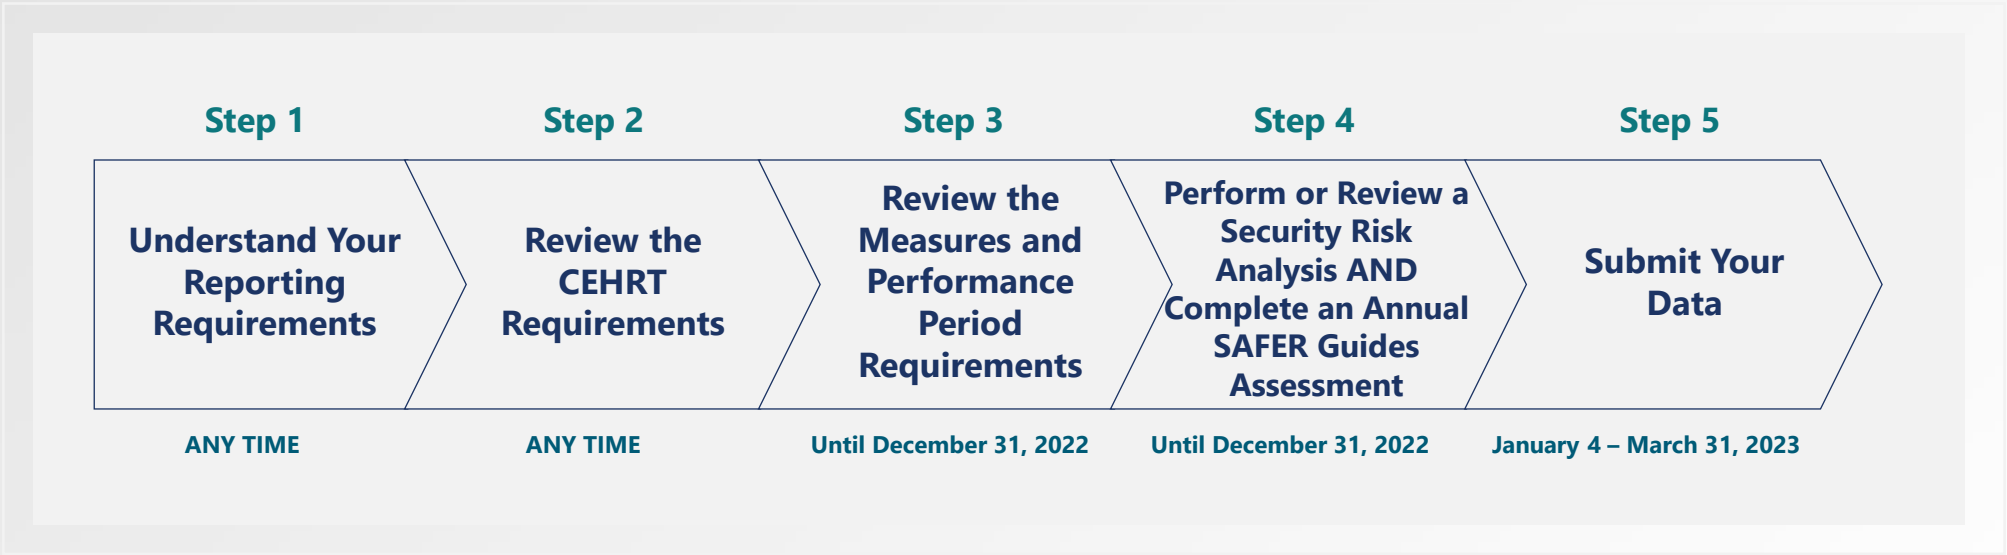 Step 1
Understand Your
Reporting
Requirements
ANY TIME
Step 2
Review the
CEHRT
Requirements
ANY TIME
Step 3
Review the
Measures and
Performance
Period
Requirements
Until December 31, 2022
Step 4
Perform or Review a
Security Risk
Analysis AND
Complete an Annual
SAFER Guides
Assessment
Until December 31, 2022
Step 5
Submit Your
Data
January 4 – March 31, 2023